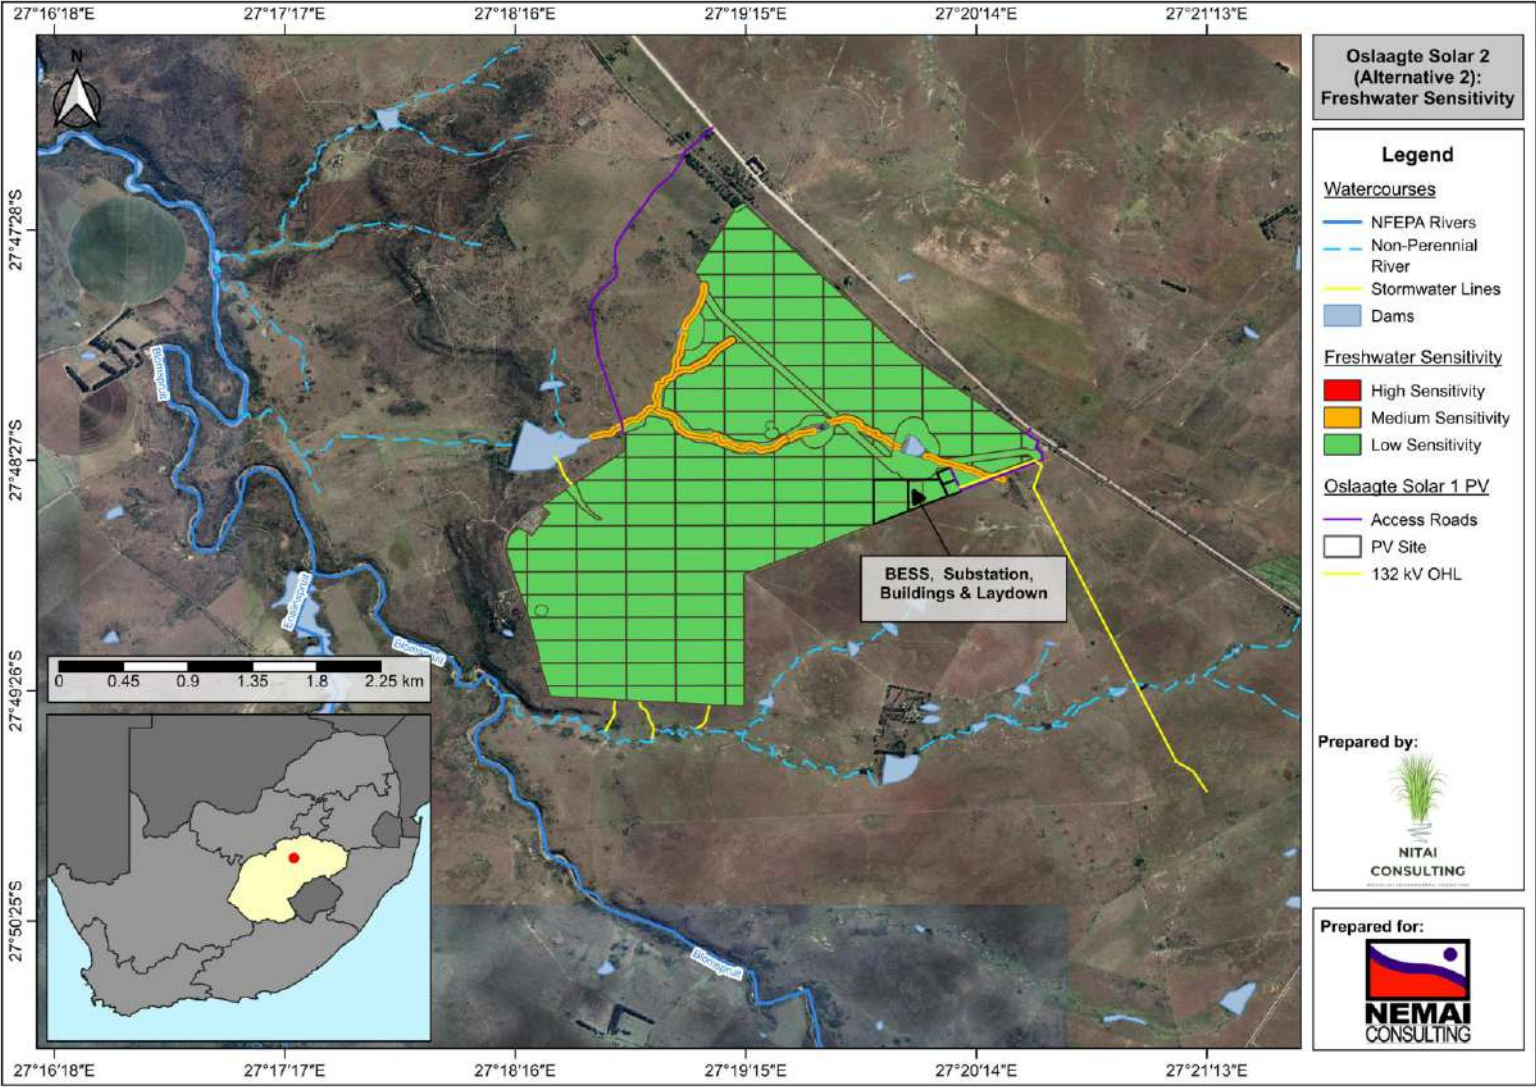 27°16'18"E 27°17'17"E 27°18'16"E 27°19'15"E 27°20'14"E 27°21'13"E
N
27°47'28"S
27°48'27"S
27°49'26"S
27°50'25"S
Blomspruit
Blomspruit
Blomspruit
BESS, Substation,
Buildings & Laydown
0 0.45 0.9 1.35 1.8 2.25 km
27°16'18"E 27°17'17"E 27°18'16"E 27°19'15"E 27°20'14"E 27°21'13"E
Oslaagte Solar 2
(Alternative 2):
Freshwater Sensitivity
Legend
Watercourses
NFEPA Rivers
Non-Perennial
River
Stormwater Lines
Dams
Freshwater Sensitivity
High Sensitivity
Medium Sensitivity
Low Sensitivity
Oslaagte Solar 1 PV
Access Roads
PV Site
132 kV OHL
Prepared by:
NITAI
CONSULTING
Prepared for:
NEMAI
CONSULTING